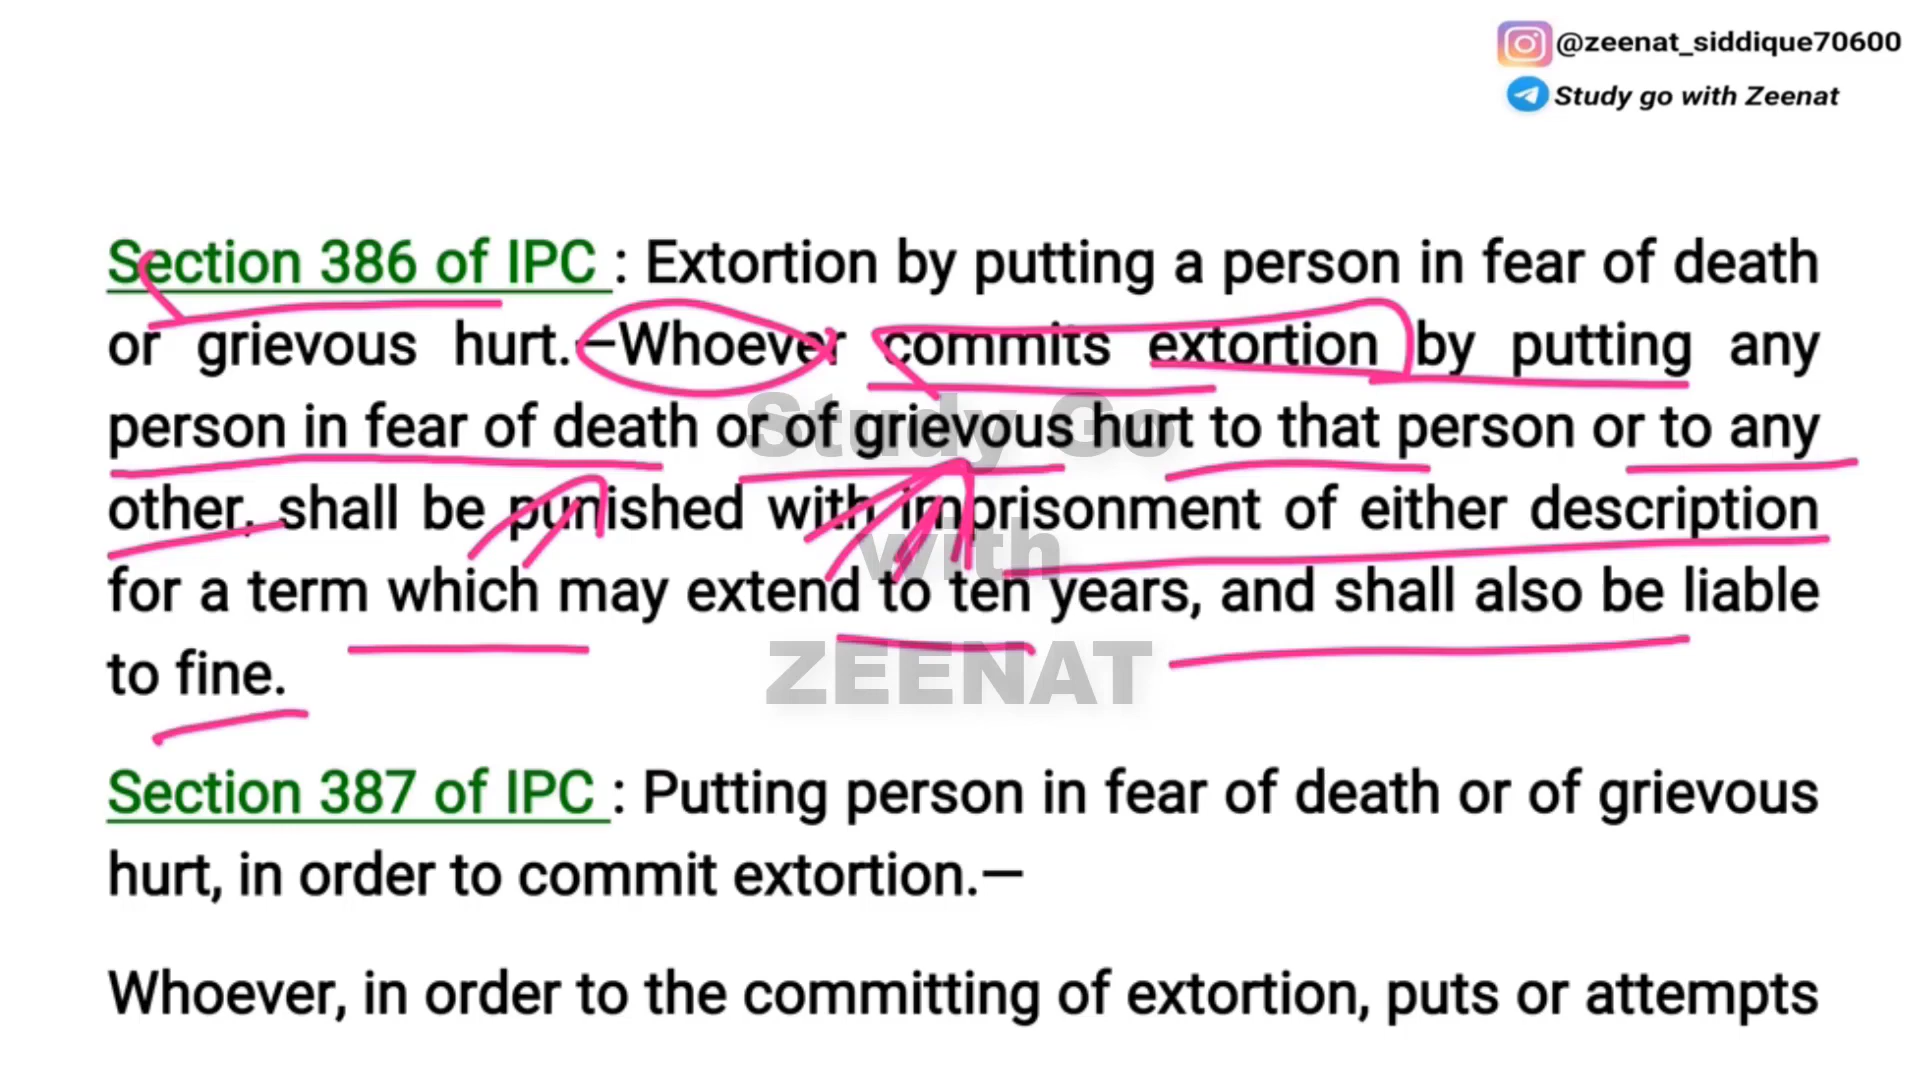 @zeenat_siddique70600
Study go with Zeenat
Section 386 of IPC : Extortion by putting a person in fear of death
or grievous hurt.—Whoever commits extortion by putting any
person in fear of death or of grievous hurt to that person or to any
other, shall be punished with imprisonment of either description
for a term which may extend to ten years, and shall also be liable
to fine.
Study Go
with
ZEENAT
Section 387 of IPC : Putting person in fear of death or of grievous
hurt, in order to commit extortion.—
Whoever, in order to the committing of extortion, puts or attempts